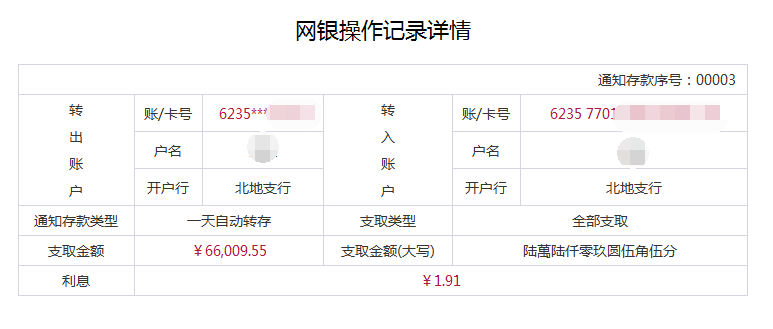 网银操作记录详情
通知存款序号：00003
转出账户 账/卡号 6235*** 转入账户 账/卡号 6235 7701
户名 户名
开户行 北地支行 开户行 北地支行
通知存款类型 一天自动转存 支取类型 全部支取
支取金额 ￥66,009.55 支取金额(大写) 陆萬陆仟零玖圆伍角伍分
利息 ￥1.91